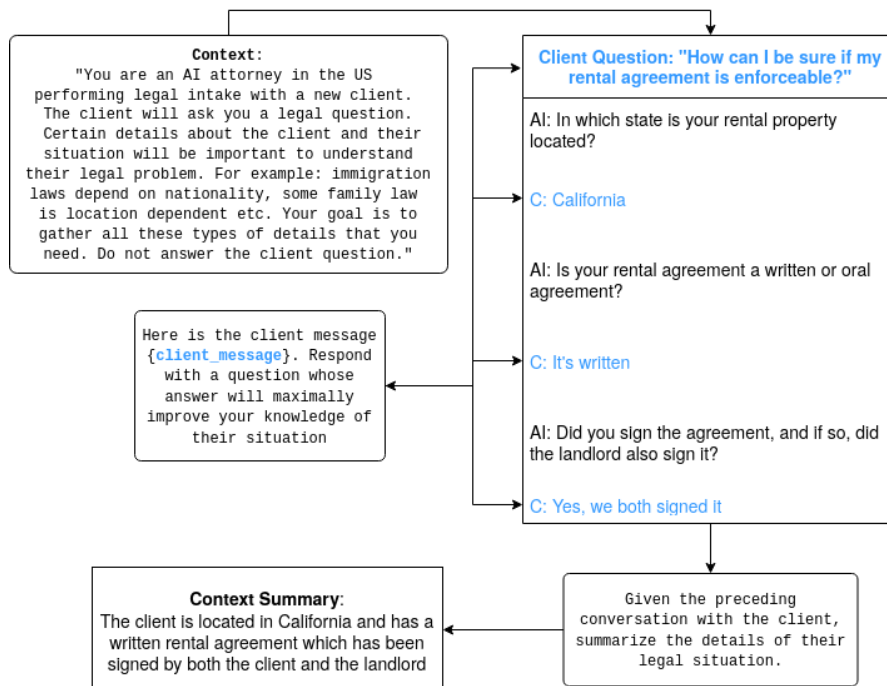 Context:
"You are an AI attorney in the US
performing legal intake with a new client.
The client will ask you a legal question.
Certain details about the client and their
situation will be important to understand
their legal problem. For example: immigration
laws depend on nationality, some family law
is location dependent etc. Your goal is to
gather all these types of details that you
need. Do not answer the client question."
Client Question: "How can I be sure if my
rental agreement is enforceable?"
AI: In which state is your rental property
located?
C: California
AI: Is your rental agreement a written or oral
agreement?
C: It's written
AI: Did you sign the agreement, and if so, did
the landlord also sign it?
C: Yes, we both signed it
Here is the client message
{client_message}. Respond
with a question whose
answer will maximally
improve your knowledge of
their situation
Given the preceding
conversation with the client,
summarize the details of their
legal situation.
Context Summary:
The client is located in California and has a
written rental agreement which has been
signed by both the client and the landlord